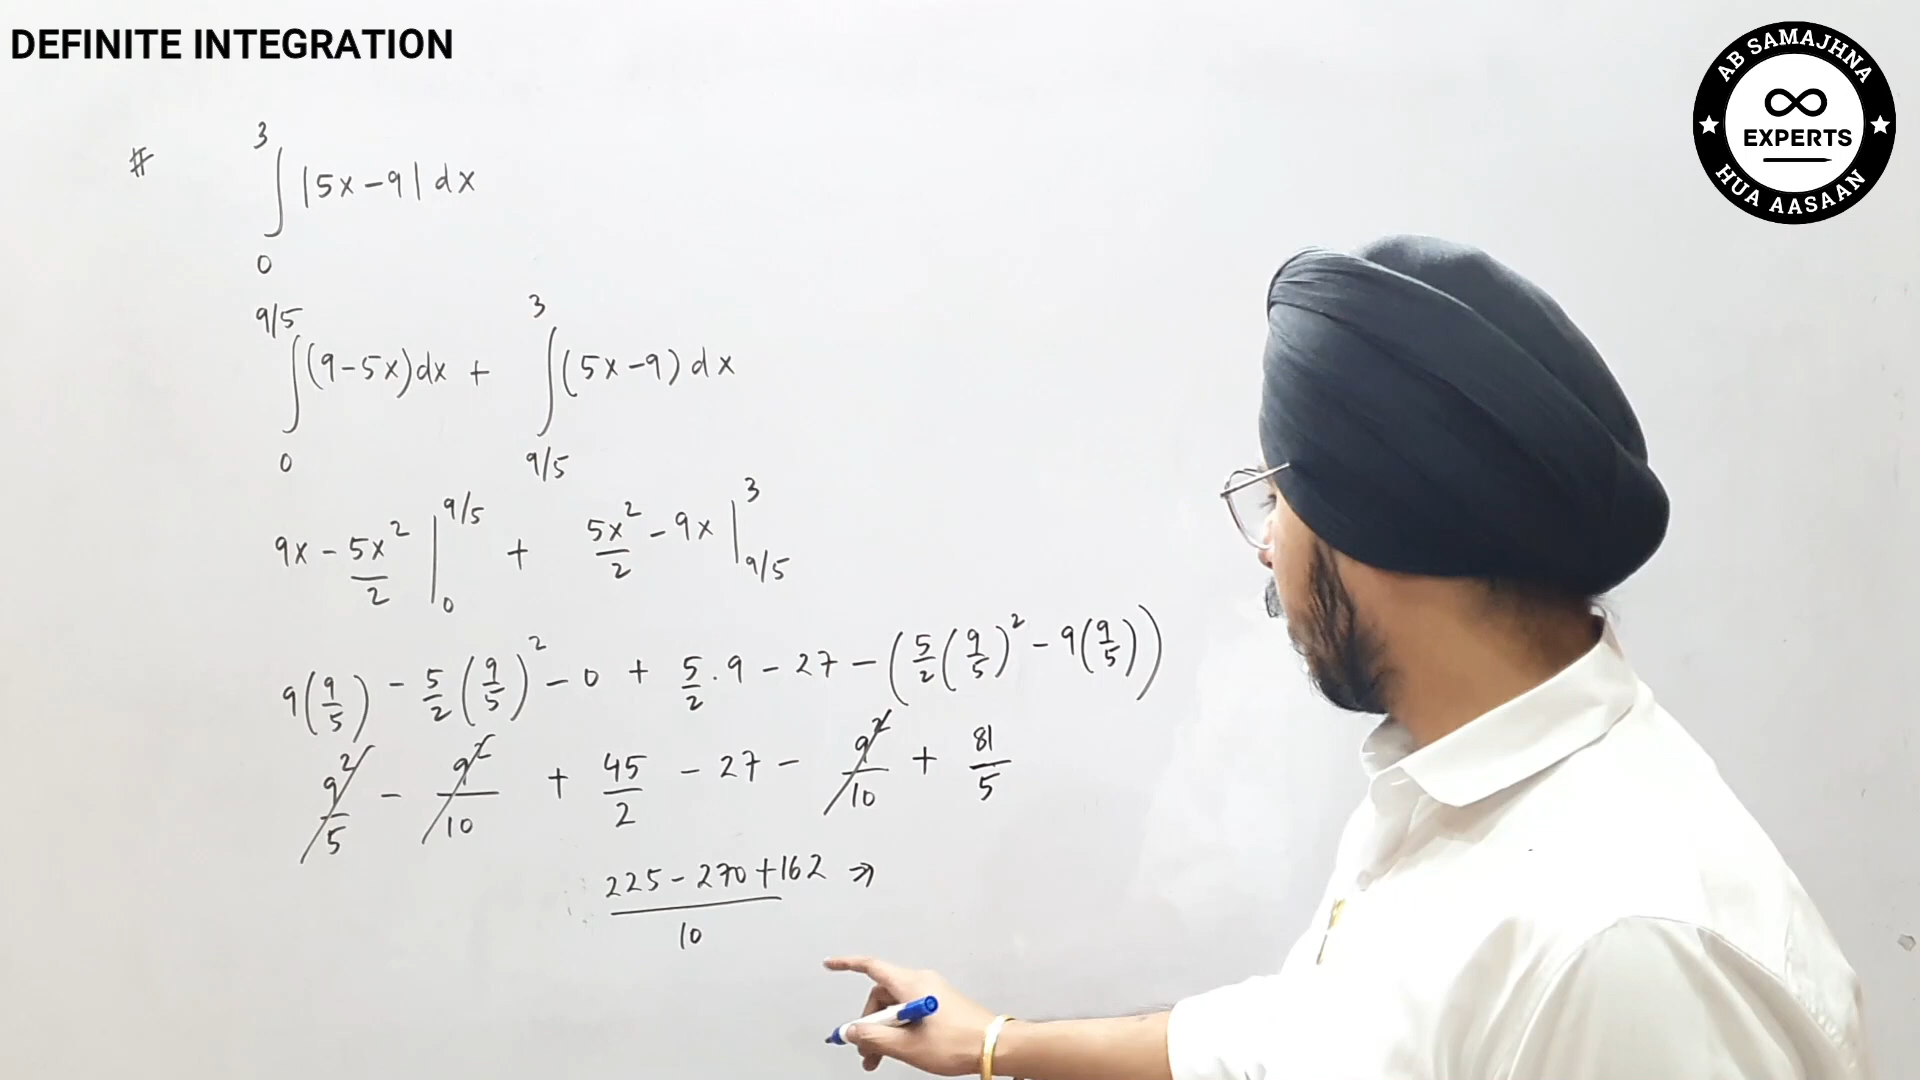 DEFINITE INTEGRATION
AB SAMAJHNA
∞
EXPERTS
HUA AASAAN
# ∫₀³ |5x-9| dx
∫₀^{9/5} (9-5x)dx + ∫_{9/5}^3 (5x-9) dx
9x - 5x²/2 |₀^{9/5} + 5x²/2 - 9x |_{9/5}^3
9(9/5) - 5/2 (9/5)² - 0 + 5/2 . 9 - 27 - (5/2 (9/5)² - 9(9/5))
9²/5 - 9²/10 + 45/2 - 27 - 9²/10 + 81/5
(225 - 270 + 162)/10 ⇒